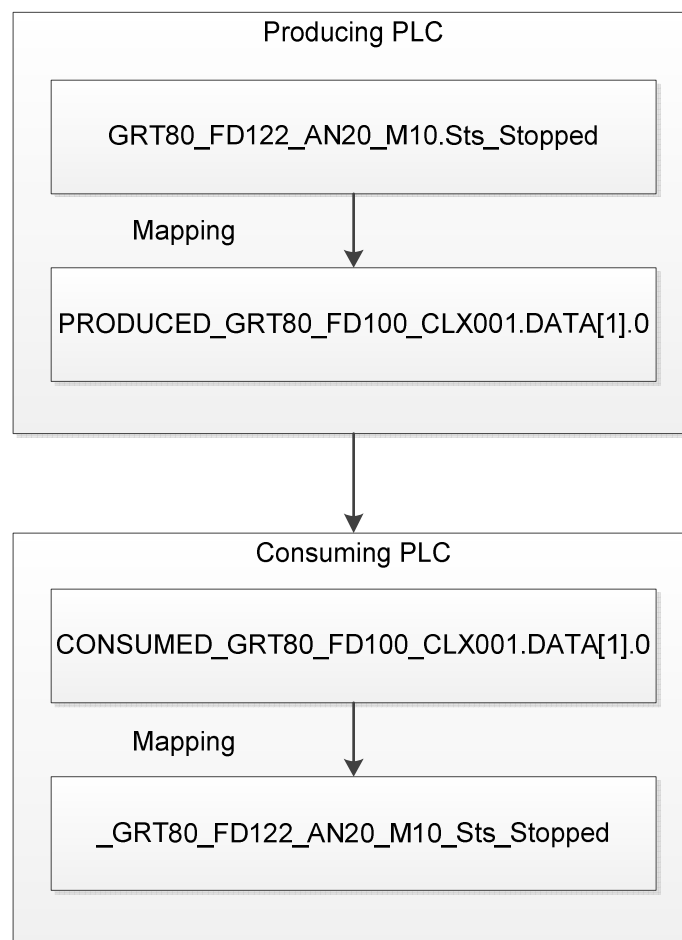 Producing PLC
GRT80_FD122_AN20_M10.Sts_Stopped
Mapping
PRODUCED_GRT80_FD100_CLX001.DATA[1].0
Consuming PLC
CONSUMED_GRT80_FD100_CLX001.DATA[1].0
Mapping
_GRT80_FD122_AN20_M10_Sts_Stopped